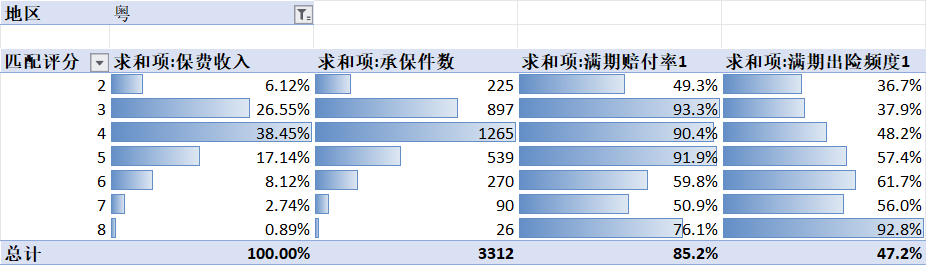 地区 粤
匹配评分 求和项:保费收入 求和项:承保件数 求和项:满期赔付率1 求和项:满期出险频度1
2 6.12% 225 49.3% 36.7%
3 26.55% 897 93.3% 37.9%
4 38.45% 1265 90.4% 48.2%
5 17.14% 539 91.9% 57.4%
6 8.12% 270 59.8% 61.7%
7 2.74% 90 50.9% 56.0%
8 0.89% 26 76.1% 92.8%
总计 100.00% 3312 85.2% 47.2%